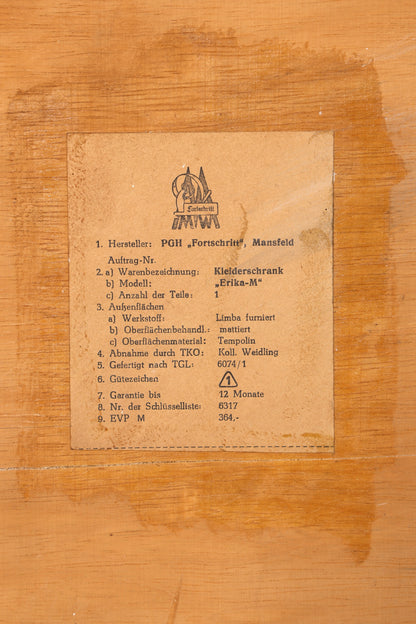 Fortschritt
1. Hersteller: PGH „Fortschritt", Mansfeld
Auftrag-Nr.
2. a) Warenbezeichnung: Kleiderschrank
b) Modell: „Erika-M"
c) Anzahl der Teile: 1
3. Außenflächen
a) Werkstoff: Limba furniert
b) Oberflächenbehandl.: mattiert
c) Oberflächenmaterial: Tempolin
4. Abnahme durch TKO: Koll. Weidling
5. Gefertigt nach TGL: 6074/1
6. Gütezeichen 1
7. Garantie bis 12 Monate
8. Nr. der Schlüsselliste: 6317
9. EVP M 364,-